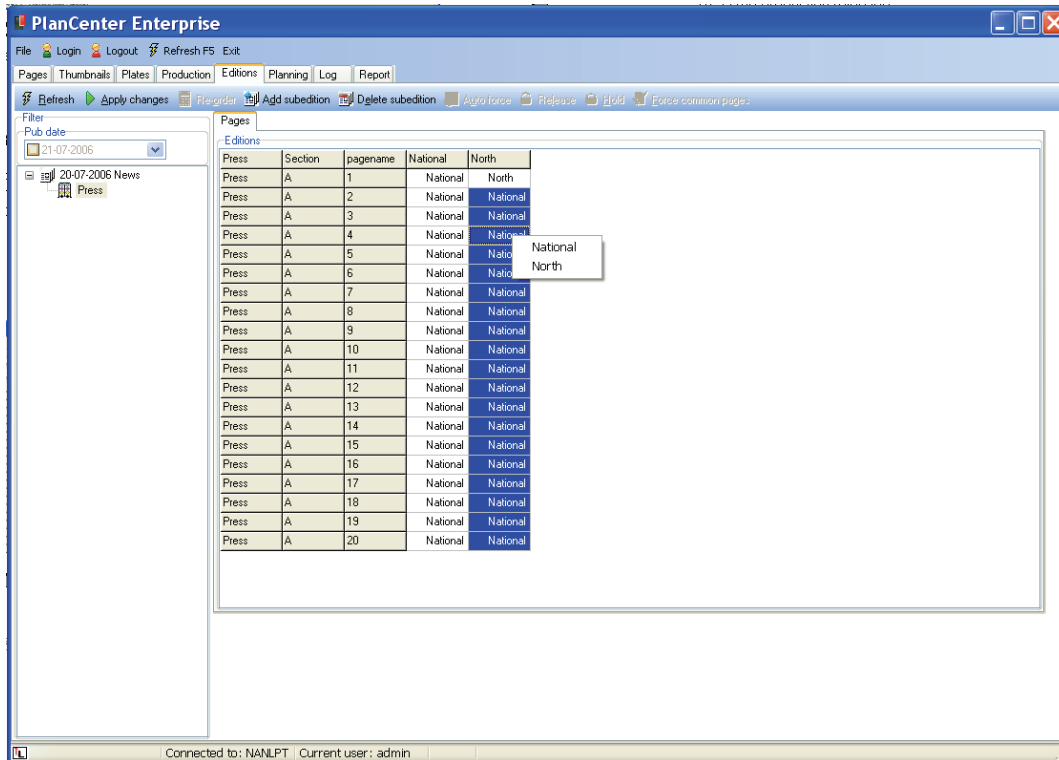 PlanCenter Enterprise
File Login Logout Refresh F5 Exit
Pages Thumbnails Plates Production Editions Planning Log Report
Refresh Apply changes Re-order Add subedition Delete subedition Auto force Release Hold Force common pages
Filter
Pub date
21-07-2006
20-07-2006 News
Press
Pages
Editions
Press Section pagename National North
Press A 1 National North
Press A 2 National National
Press A 3 National National
Press A 4 National National
Press A 5 National
Press A 6 National
Press A 7 National National
Press A 8 National National
Press A 9 National National
Press A 10 National National
Press A 11 National National
Press A 12 National National
Press A 13 National National
Press A 14 National National
Press A 15 National National
Press A 16 National National
Press A 17 National National
Press A 18 National National
Press A 19 National National
Press A 20 National National
National
North
Connected to: NANLPT Current user: admin